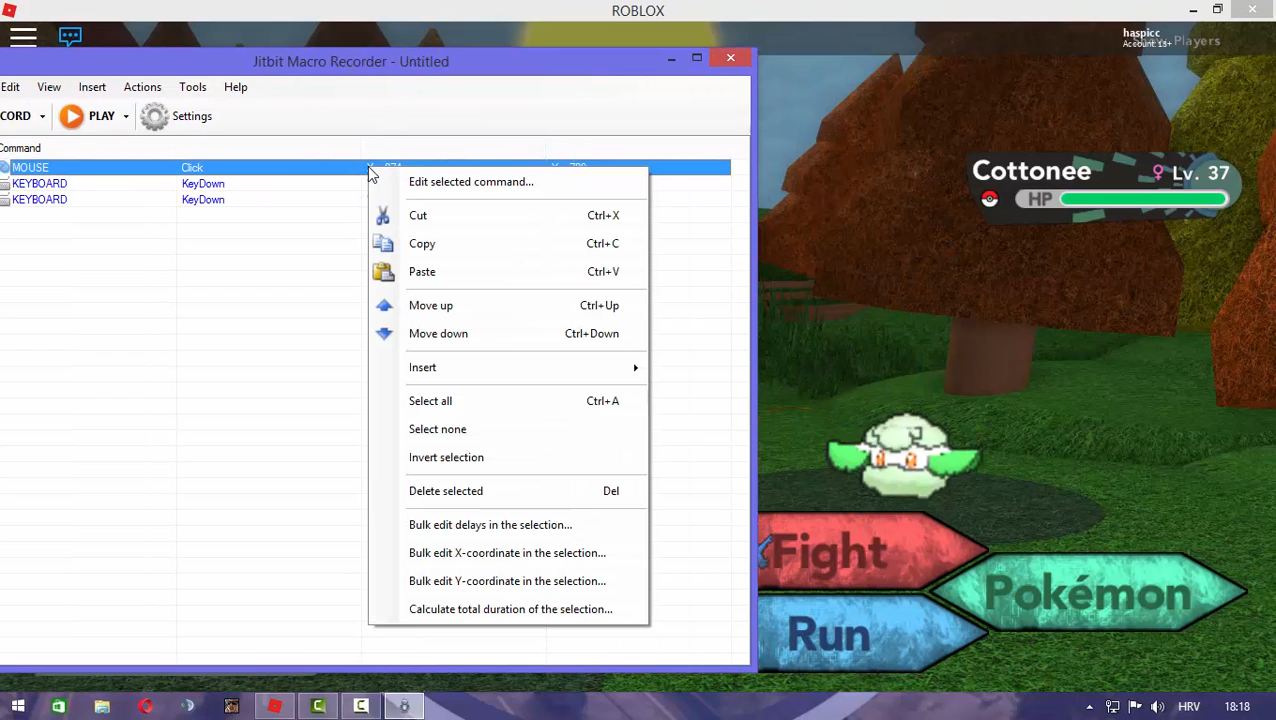 ROBLOX
haspicc
Account: 13+
Players
Jitbit Macro Recorder - Untitled
Edit View Insert Actions Tools Help
CORD PLAY Settings
Command
MOUSE Click
KEYBOARD KeyDown
KEYBOARD KeyDown
Edit selected command...
Cut Ctrl+X
Copy Ctrl+C
Paste Ctrl+V
Move up Ctrl+Up
Move down Ctrl+Down
Insert
Select all Ctrl+A
Select none
Invert selection
Delete selected Del
Bulk edit delays in the selection...
Bulk edit X-coordinate in the selection...
Bulk edit Y-coordinate in the selection...
Calculate total duration of the selection...
Cottonee ♀ Lv. 37
HP
Fight
Pokémon
Run
HRV 18:18